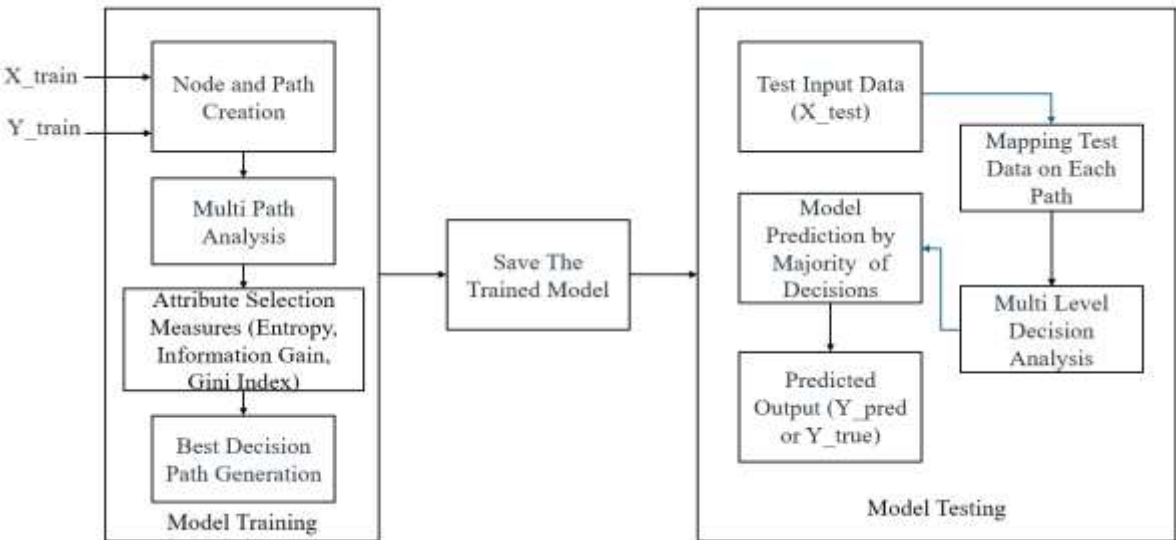 X_train
Y_train
Node and Path
Creation
Multi Path
Analysis
Attribute Selection
Measures (Entropy,
Information Gain,
Gini Index)
Best Decision
Path Generation
Model Training
Save The
Trained Model
Test Input Data
(X_test)
Mapping Test
Data on Each
Path
Multi Level
Decision
Analysis
Model
Prediction by
Majority of
Decisions
Predicted
Output (Y_pred
or Y_true)
Model Testing